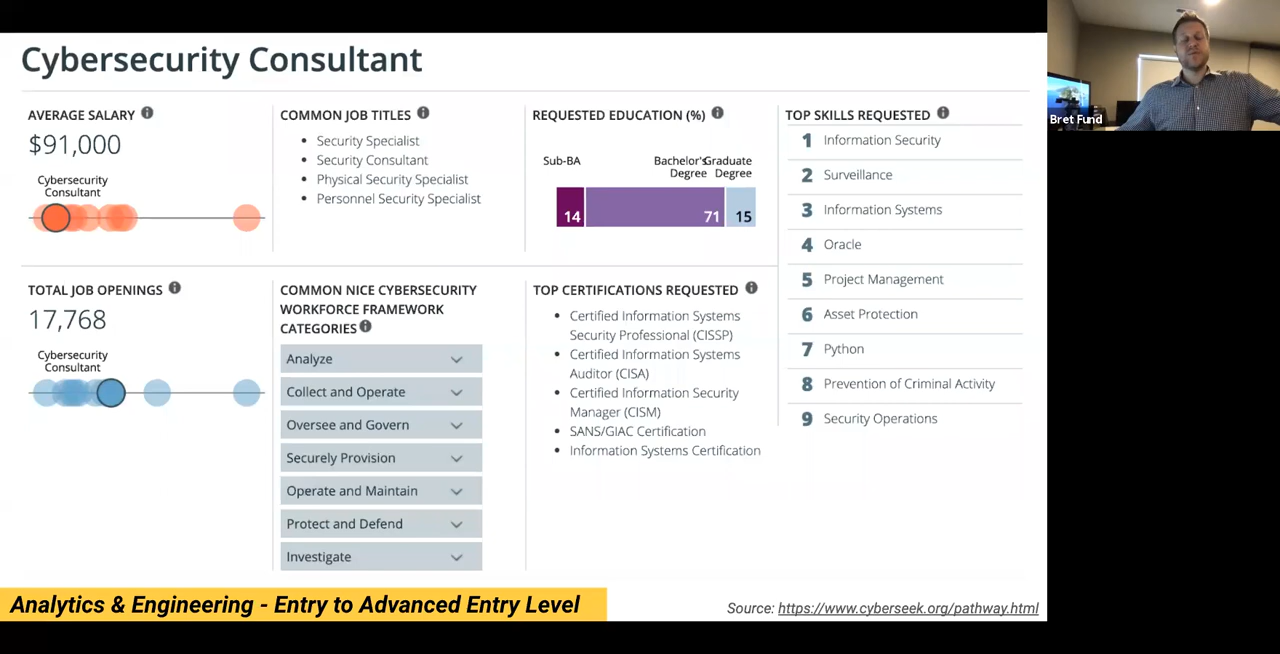 Cybersecurity Consultant
AVERAGE SALARY
$91,000
Cybersecurity
Consultant
COMMON JOB TITLES
Security Specialist
Security Consultant
Physical Security Specialist
Personnel Security Specialist
REQUESTED EDUCATION (%)
Sub-BA
Bachelor's
Degree
Graduate
Degree
14
71
15
TOP SKILLS REQUESTED
1 Information Security
2 Surveillance
3 Information Systems
4 Oracle
5 Project Management
6 Asset Protection
7 Python
8 Prevention of Criminal Activity
9 Security Operations
TOTAL JOB OPENINGS
17,768
Cybersecurity
Consultant
COMMON NICE CYBERSECURITY
WORKFORCE FRAMEWORK
CATEGORIES
Analyze
Collect and Operate
Oversee and Govern
Securely Provision
Operate and Maintain
Protect and Defend
Investigate
TOP CERTIFICATIONS REQUESTED
Certified Information Systems
Security Professional (CISSP)
Certified Information Systems
Auditor (CISA)
Certified Information Security
Manager (CISM)
SANS/GIAC Certification
Information Systems Certification
Analytics & Engineering - Entry to Advanced Entry Level
Source: https://www.cyberseek.org/pathway.html
Bret Fund